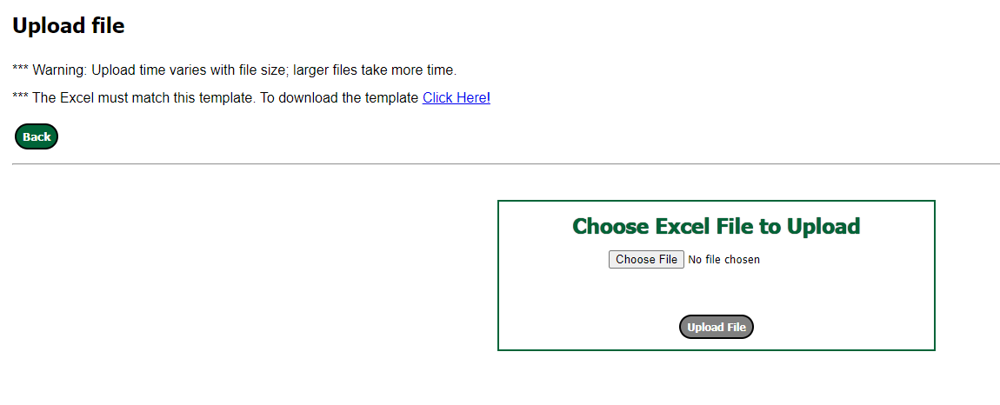 Upload file
*** Warning: Upload time varies with file size; larger files take more time.
*** The Excel must match this template. To download the template Click Here!
Back
Choose Excel File to Upload
Choose File No file chosen
Upload File